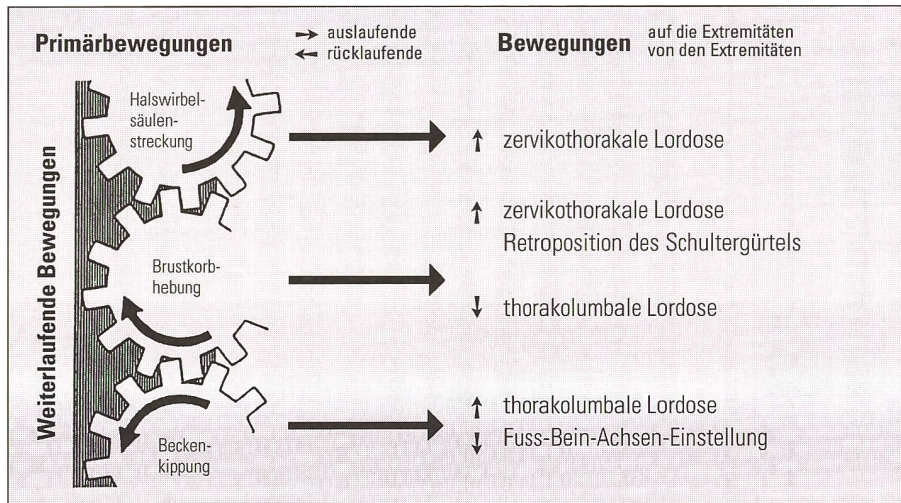 Primärbewegungen
auslaufende
rücklaufende
Bewegungen
auf die Extremitäten
von den Extremitäten
Weiterlaufende Bewegungen
Halswirbel-
säulen-
streckung
zervikothorakale Lordose
Brustkorb-
hebung
zervikothorakale Lordose
Retroposition des Schultergürtels
thorakolumbale Lordose
Becken-
kippung
thorakolumbale Lordose
Fuss-Bein-Achsen-Einstellung